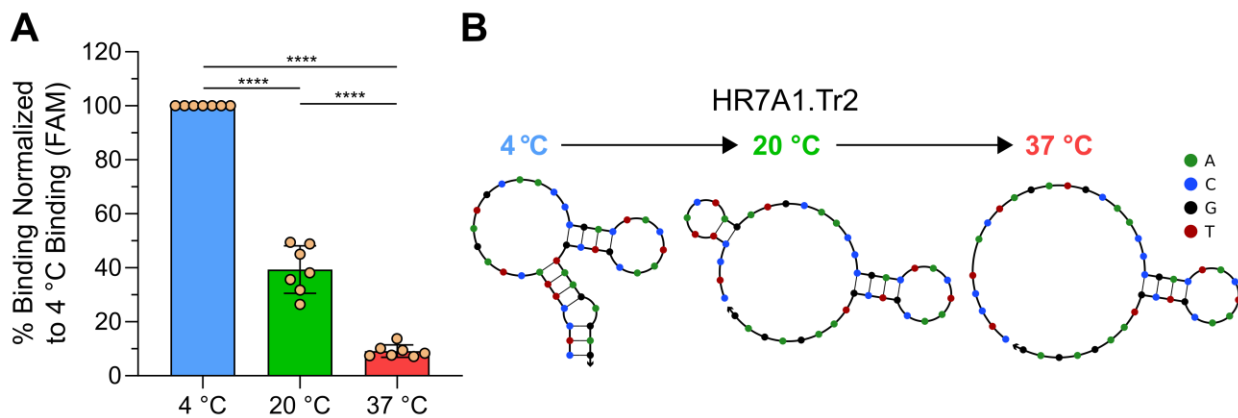 A
B
% Binding Normalized
to 4 °C Binding (FAM)
120
100
80
60
40
20
0
****
****
****
4 °C
20 °C
37 °C
HR7A1.Tr2
4 °C
20 °C
37 °C
A
C
G
T